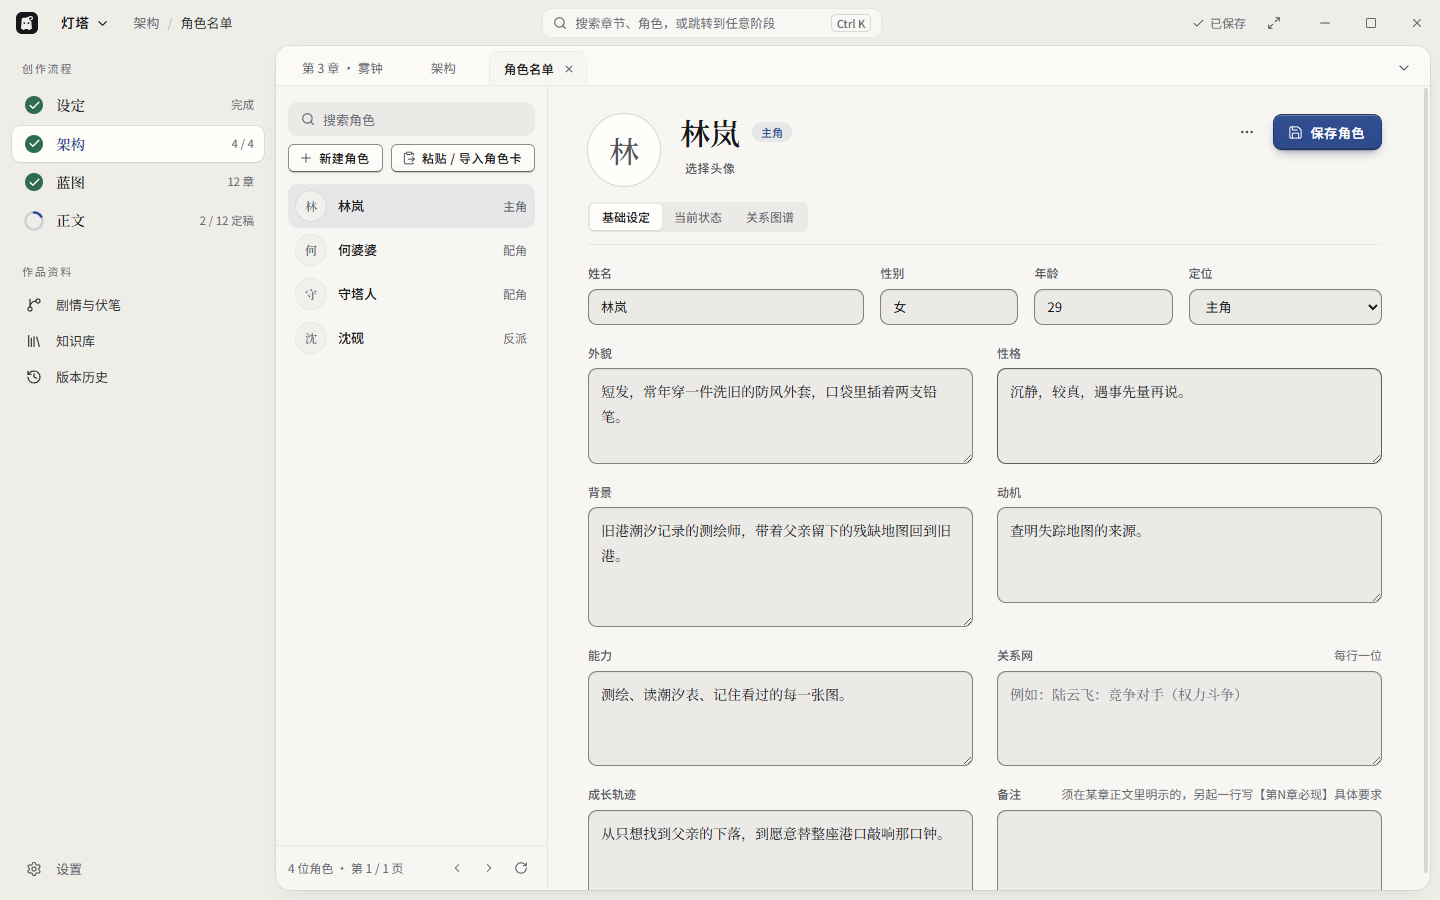 灯塔
架构 / 角色名单
搜索章节、角色，或跳转到任意阶段
Ctrl K
已保存
创作流程
设定 完成
架构 4 / 4
蓝图 12 章
正文 2 / 12 定稿
作品资料
剧情与伏笔
知识库
版本历史
设置
第 3 章 · 雾钟
架构
角色名单
搜索角色
新建角色
粘贴 / 导入角色卡
林 林岚 主角
何 何婆婆 配角
守 守塔人 配角
沈 沈砚 反派
4 位角色 · 第 1 / 1 页
林
林岚 主角
选择头像
保存角色
基础设定 当前状态 关系图谱
姓名 性别 年龄 定位
林岚 女 29 主角
外貌
短发，常年穿一件洗旧的防风外套，口袋里插着两支铅
笔。
性格
沉静，较真，遇事先量再说。
背景
旧港潮汐记录的测绘师，带着父亲留下的残缺地图回到旧
港。
动机
查明失踪地图的来源。
能力
测绘、读潮汐表、记住看过的每一张图。
关系网 每行一位
例如：陆云飞：竞争对手（权力斗争）
成长轨迹
从只想找到父亲的下落，到愿意替整座港口敲响那口钟。
备注 须在某章正文里明示的，另起一行写【第N章必现】具体要求